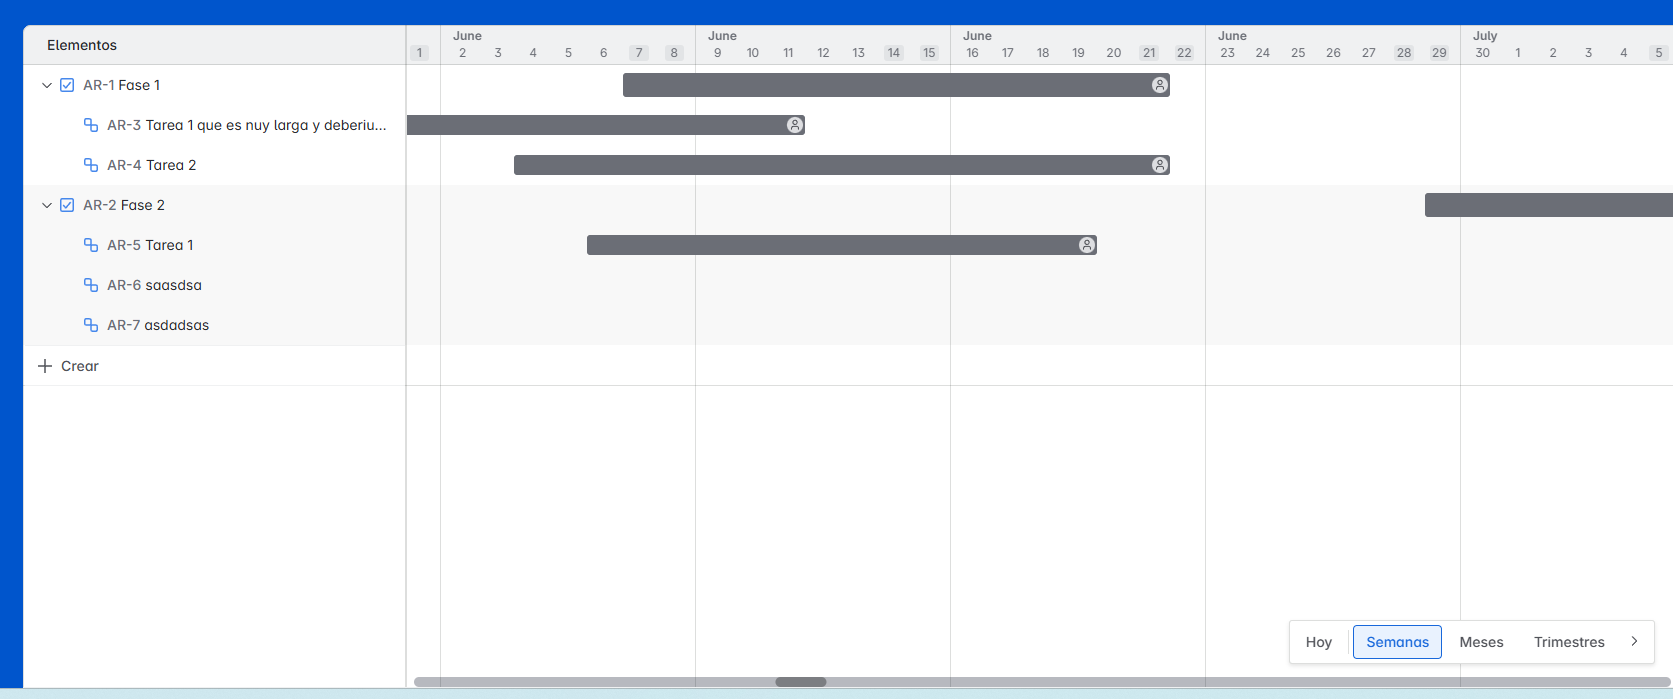 Elementos
June June June June July
1 2 3 4 5 6 7 8 9 10 11 12 13 14 15 16 17 18 19 20 21 22 23 24 25 26 27 28 29 30 1 2 3 4 5
AR-1 Fase 1
AR-3 Tarea 1 que es nuy larga y deberiu...
AR-4 Tarea 2
AR-2 Fase 2
AR-5 Tarea 1
AR-6 saasdsa
AR-7 asdadsas
Crear
Hoy Semanas Meses Trimestres